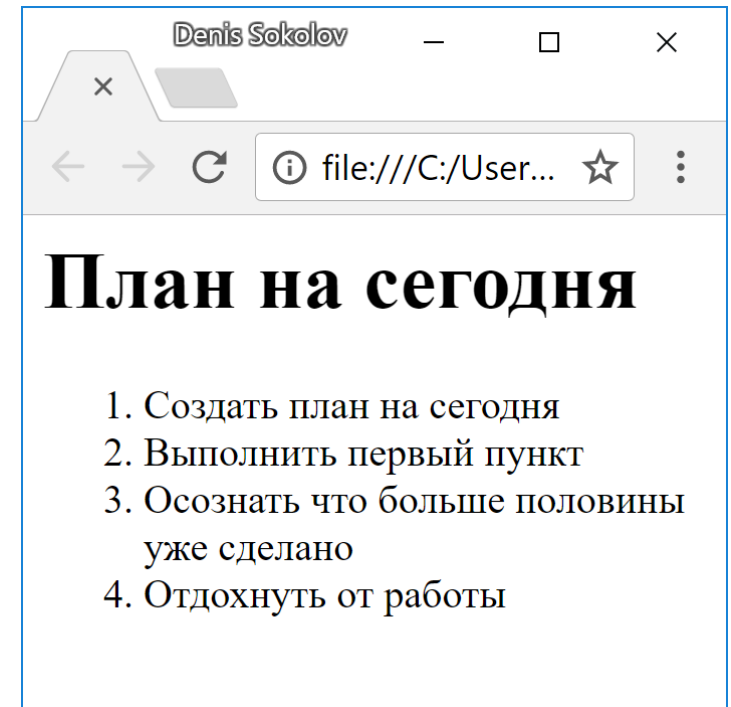 Denis Sokolov
file:///C:/User...
План на сегодня
1. Создать план на сегодня
2. Выполнить первый пункт
3. Осознать что больше половины
уже сделано
4. Отдохнуть от работы